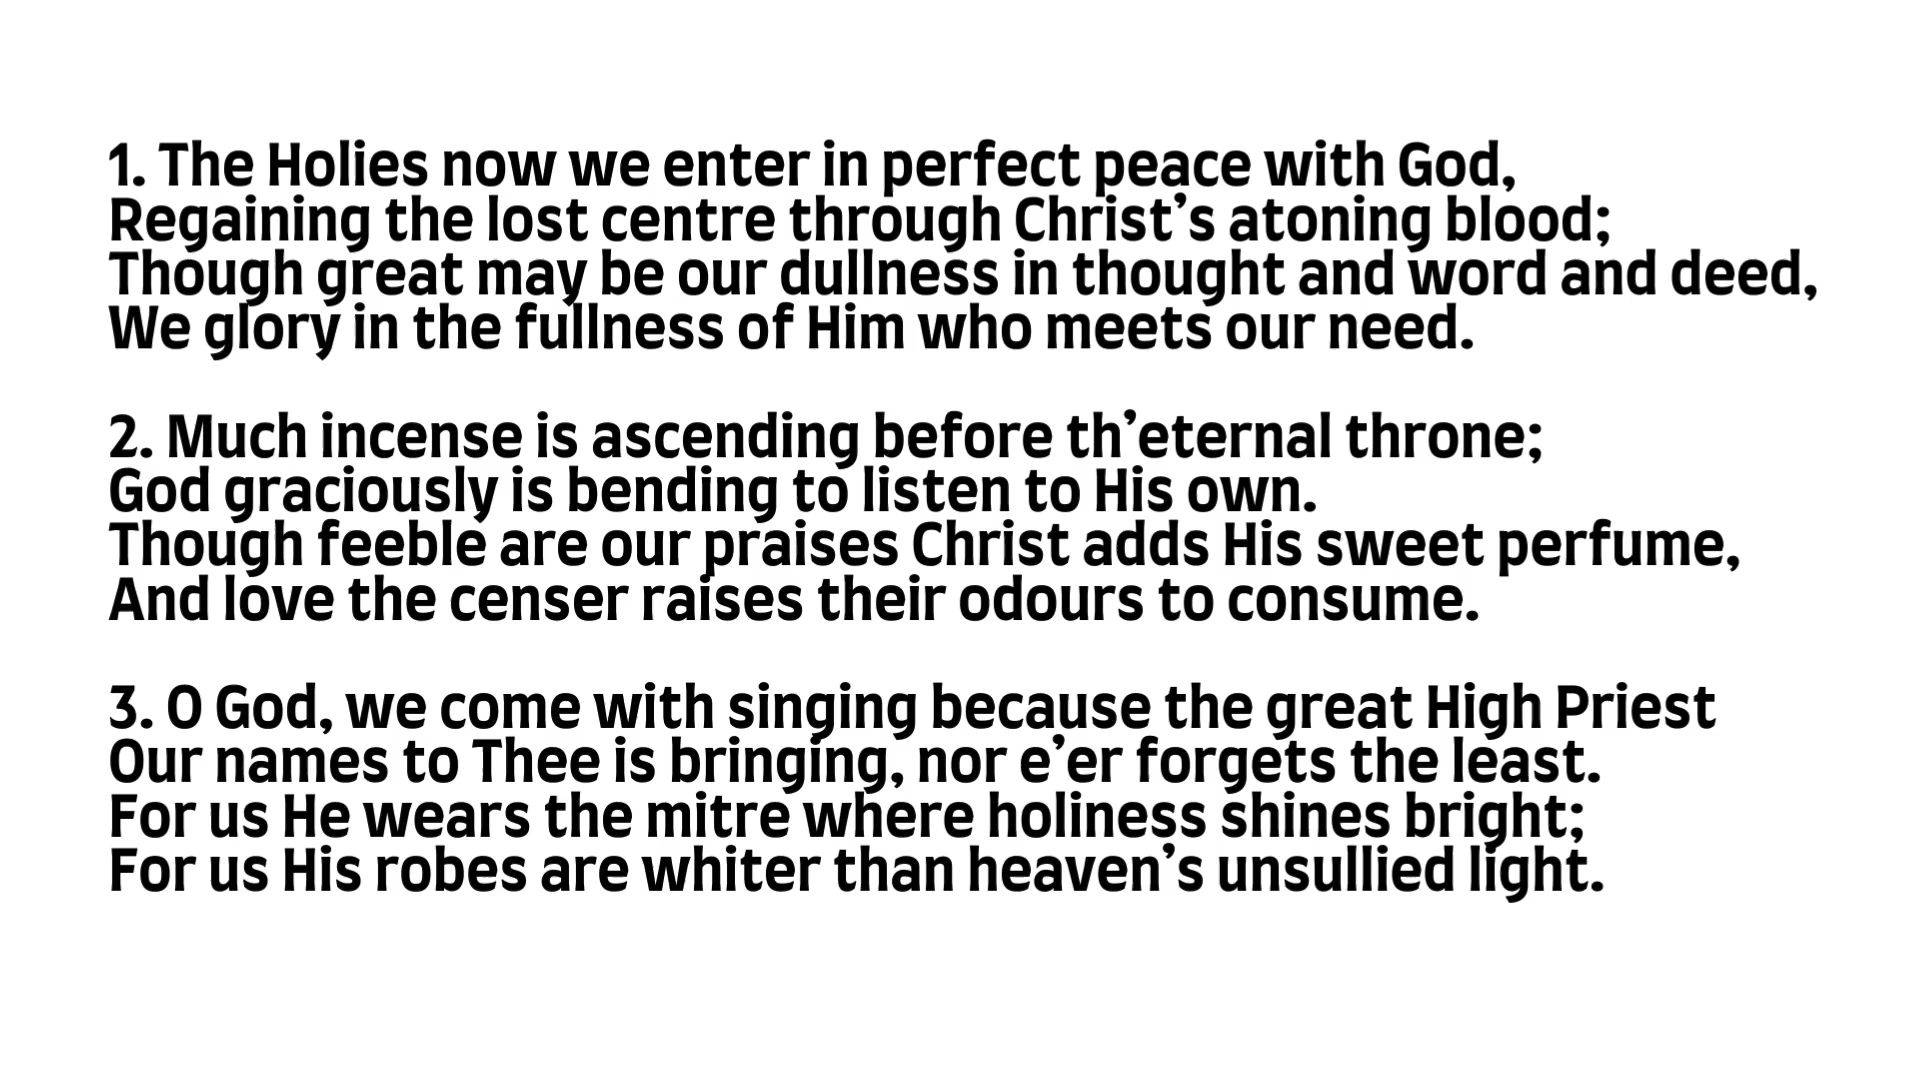 1. The Holies now we enter in perfect peace with God,
Regaining the lost centre through Christ’s atoning blood;
Though great may be our dullness in thought and word and deed,
We glory in the fullness of Him who meets our need.

2. Much incense is ascending before th’eternal throne;
God graciously is bending to listen to His own.
Though feeble are our praises Christ adds His sweet perfume,
And love the censer raises their odours to consume.

3. O God, we come with singing because the great High Priest
Our names to Thee is bringing, nor e’er forgets the least.
For us He wears the mitre where holiness shines bright;
For us His robes are whiter than heaven’s unsullied light.